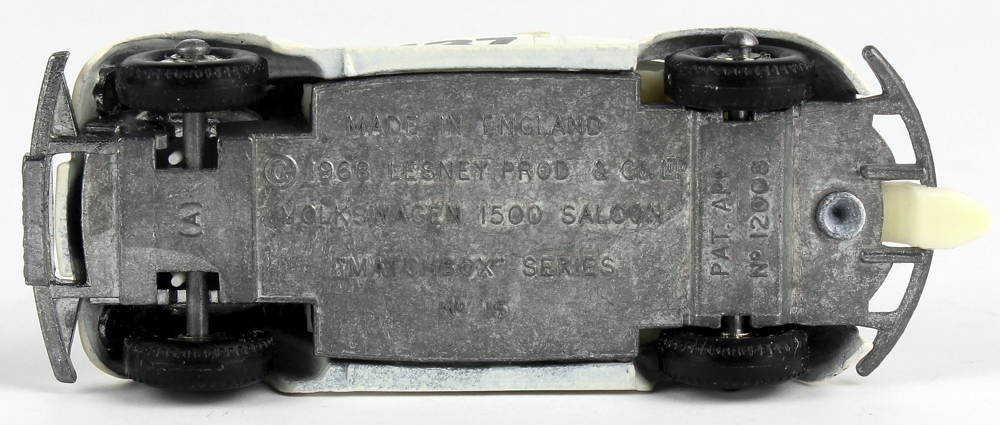 MADE IN ENGLAND
© 1968 LESNEY PROD. & CO. LTD
VOLKSWAGEN 1500 SALOON
"MATCHBOX" SERIES
Nº 15
(A)
PAT. APP.
Nº 12008